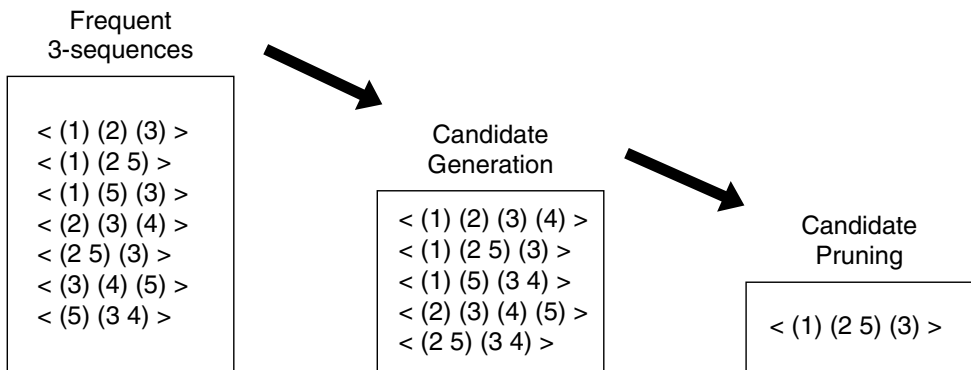 Frequent
3-sequences
< (1) (2) (3) >
< (1) (2 5) >
< (1) (5) (3) >
< (2) (3) (4) >
< (2 5) (3) >
< (3) (4) (5) >
< (5) (3 4) >
Candidate
Generation
< (1) (2) (3) (4) >
< (1) (2 5) (3) >
< (1) (5) (3 4) >
< (2) (3) (4) (5) >
< (2 5) (3 4) >
Candidate
Pruning
< (1) (2 5) (3) >